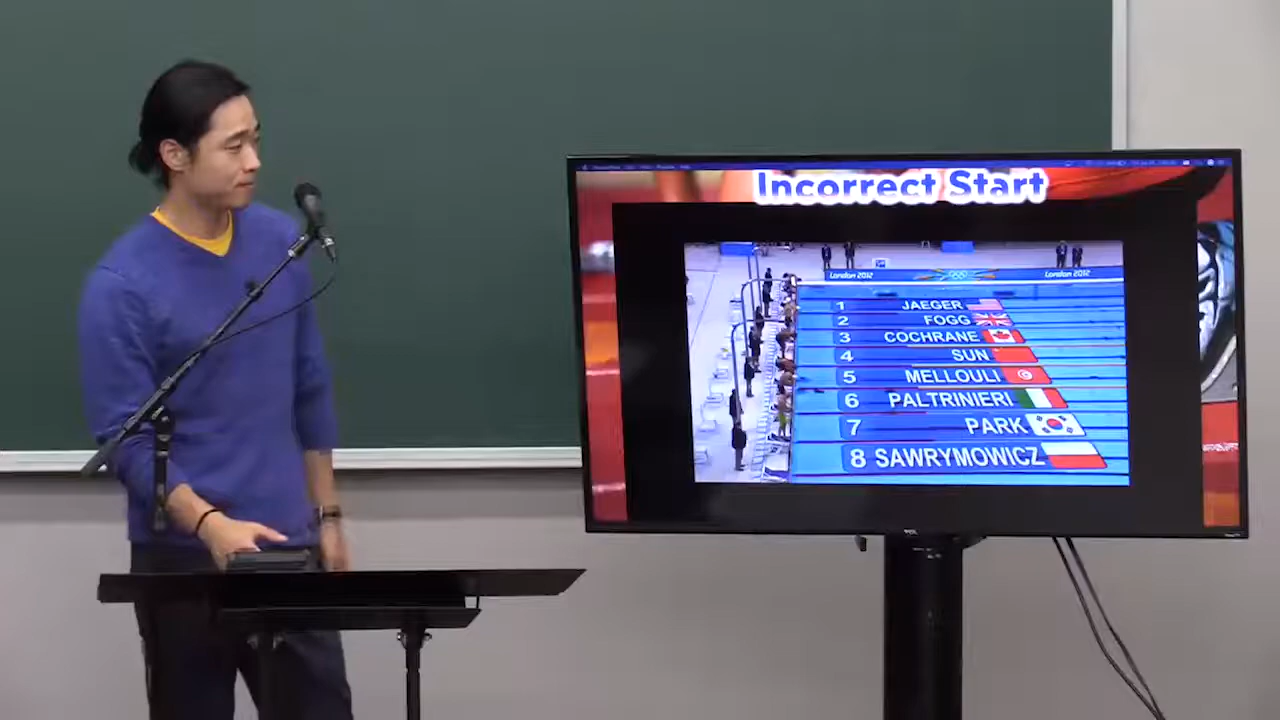 Incorrect Start
London 2012
London 2012
1 JAEGER
2 FOGG
3 COCHRANE
4 SUN
5 MELLOULI
6 PALTRINIERI
7 PARK
8 SAWRYMOWICZ
TCL